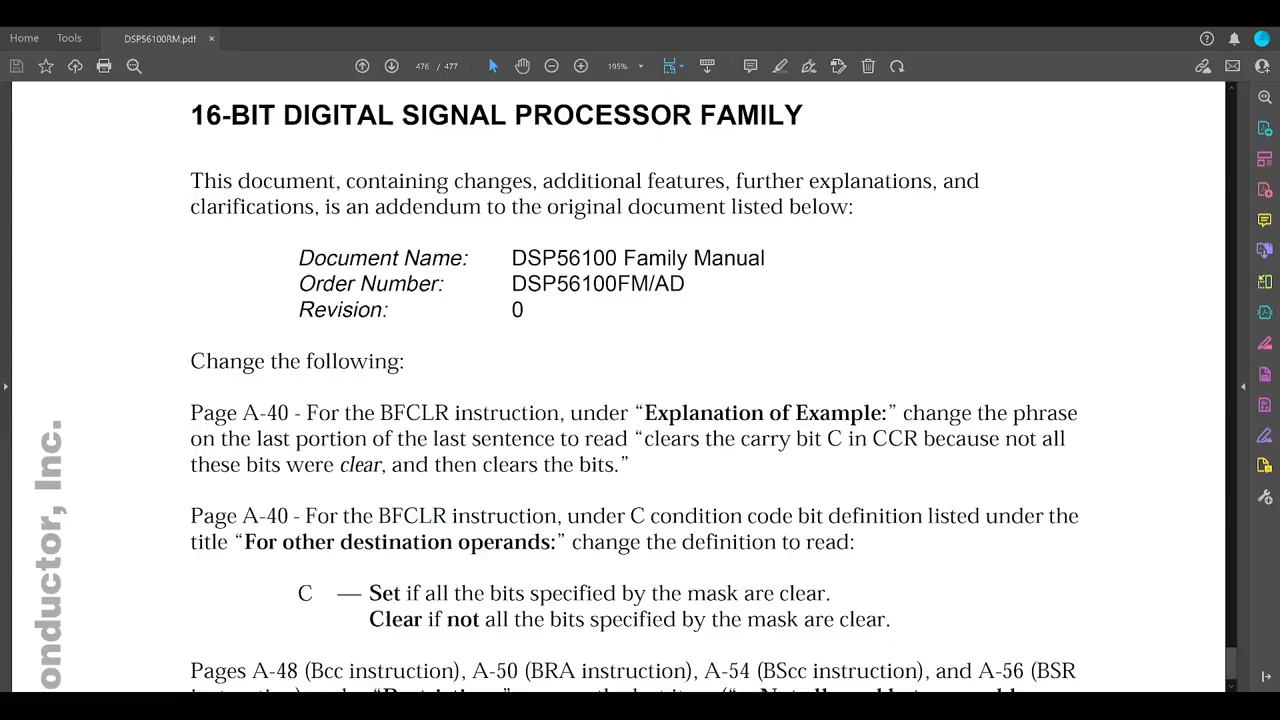 Home Tools DSP56100RM.pdf ×
476 / 477 195%
16-BIT DIGITAL SIGNAL PROCESSOR FAMILY
This document, containing changes, additional features, further explanations, and
clarifications, is an addendum to the original document listed below:
Document Name: DSP56100 Family Manual
Order Number: DSP56100FM/AD
Revision: 0
Change the following:
Page A-40 - For the BFCLR instruction, under “Explanation of Example:” change the phrase
on the last portion of the last sentence to read “clears the carry bit C in CCR because not all
these bits were clear, and then clears the bits.”
Page A-40 - For the BFCLR instruction, under C condition code bit definition listed under the
title “For other destination operands:” change the definition to read:
C — Set if all the bits specified by the mask are clear.
Clear if not all the bits specified by the mask are clear.
Pages A-48 (Bcc instruction), A-50 (BRA instruction), A-54 (BScc instruction), and A-56 (BSR
onductor, Inc.